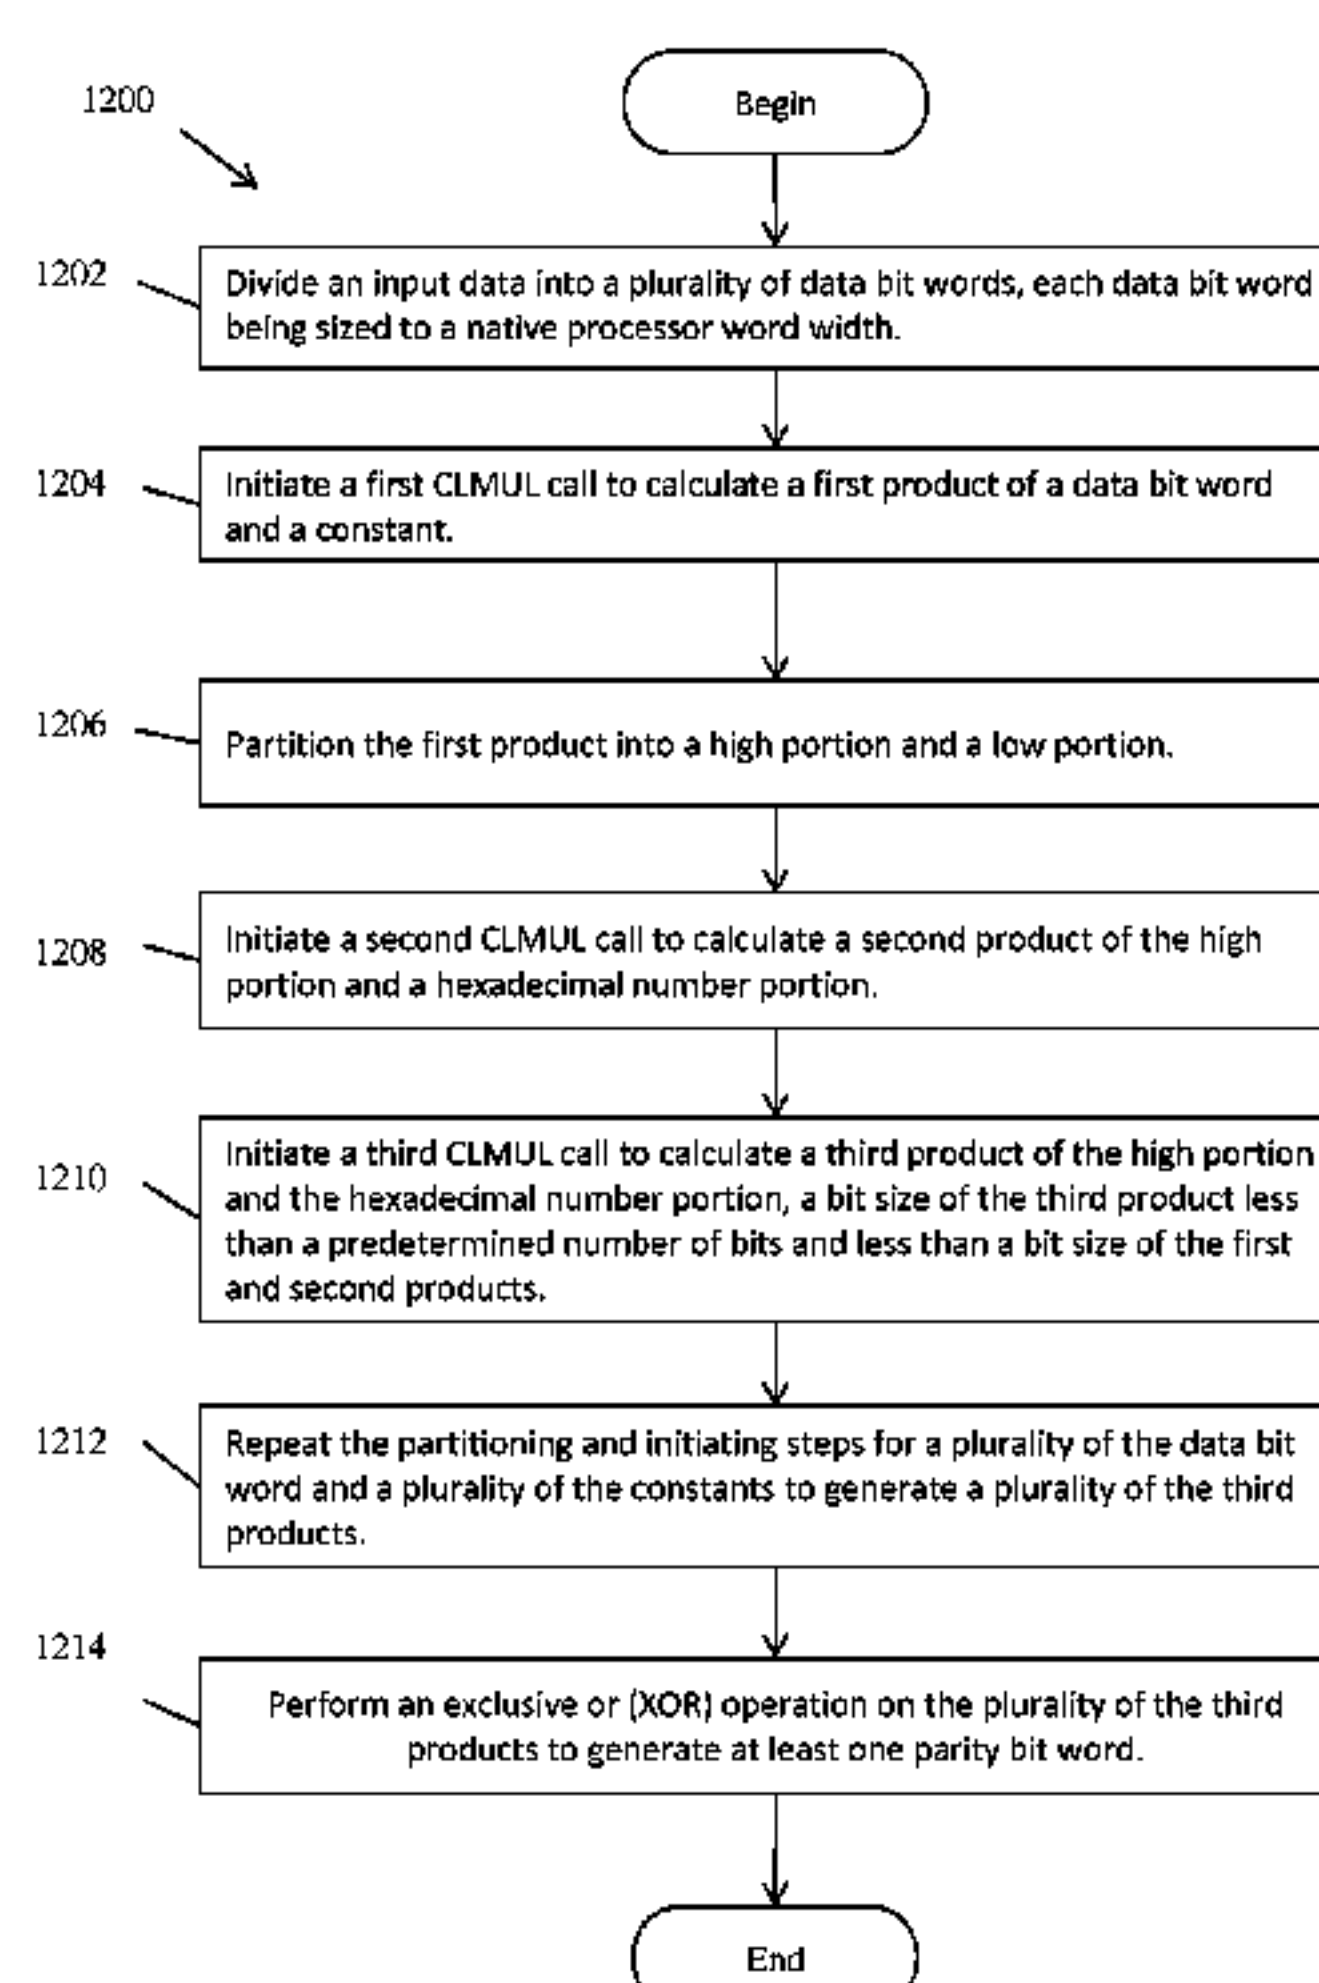 1200
Begin
1202
Divide an input data into a plurality of data bit words, each data bit word
being sized to a native processor word width.
1204
Initiate a first CLMUL call to calculate a first product of a data bit word
and a constant.
1206
Partition the first product into a high portion and a low portion.
1208
Initiate a second CLMUL call to calculate a second product of the high
portion and a hexadecimal number portion.
1210
Initiate a third CLMUL call to calculate a third product of the high portion
and the hexadecimal number portion, a bit size of the third product less
than a predetermined number of bits and less than a bit size of the first
and second products.
1212
Repeat the partitioning and initiating steps for a plurality of the data bit
word and a plurality of the constants to generate a plurality of the third
products.
1214
Perform an exclusive or (XOR) operation on the plurality of the third
products to generate at least one parity bit word.
End